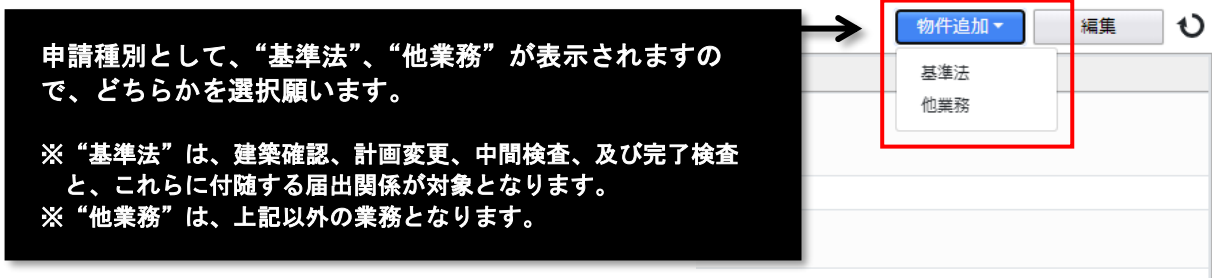 物件追加
編集
申請種別として、“基準法”、“他業務”が表示されますの
で、どちらかを選択願います。
基準法
他業務
※“基準法”は、建築確認、計画変更、中間検査、及び完了検査
と、これらに付随する届出関係が対象となります。
※“他業務”は、上記以外の業務となります。